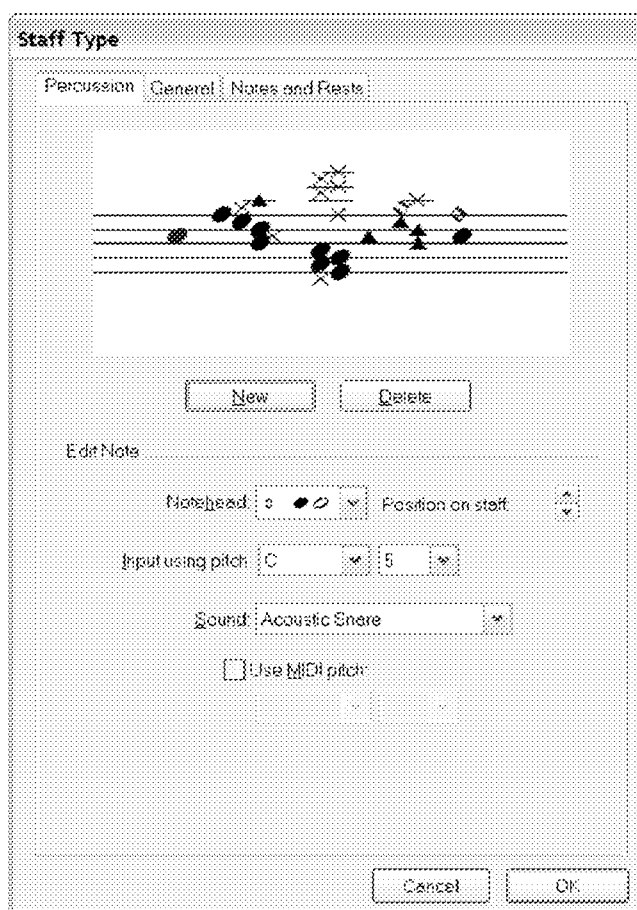 Staff Type
Percussion General Notes and Rests
New Delete
Edit Note
Notehead: 0 Position on staff:
Input using pitch: C 5
Sound: Acoustic Snare
Use MIDI pitch:
Cancel OK